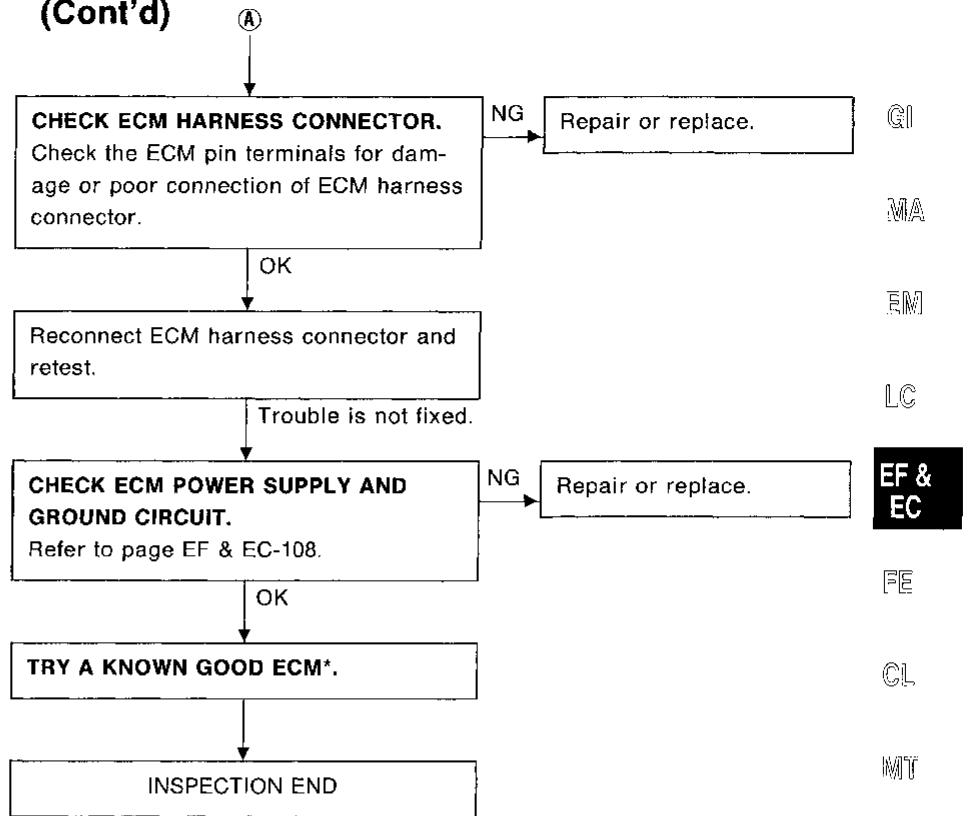 (Cont'd)
Ⓐ
CHECK ECM HARNESS CONNECTOR.
Check the ECM pin terminals for dam-
age or poor connection of ECM harness
connector.
NG
Repair or replace.
OK
Reconnect ECM harness connector and
retest.
Trouble is not fixed.
CHECK ECM POWER SUPPLY AND
GROUND CIRCUIT.
Refer to page EF & EC-108.
NG
Repair or replace.
OK
TRY A KNOWN GOOD ECM*.
INSPECTION END
GI
MA
EM
LC
EF &
EC
FE
CL
MT